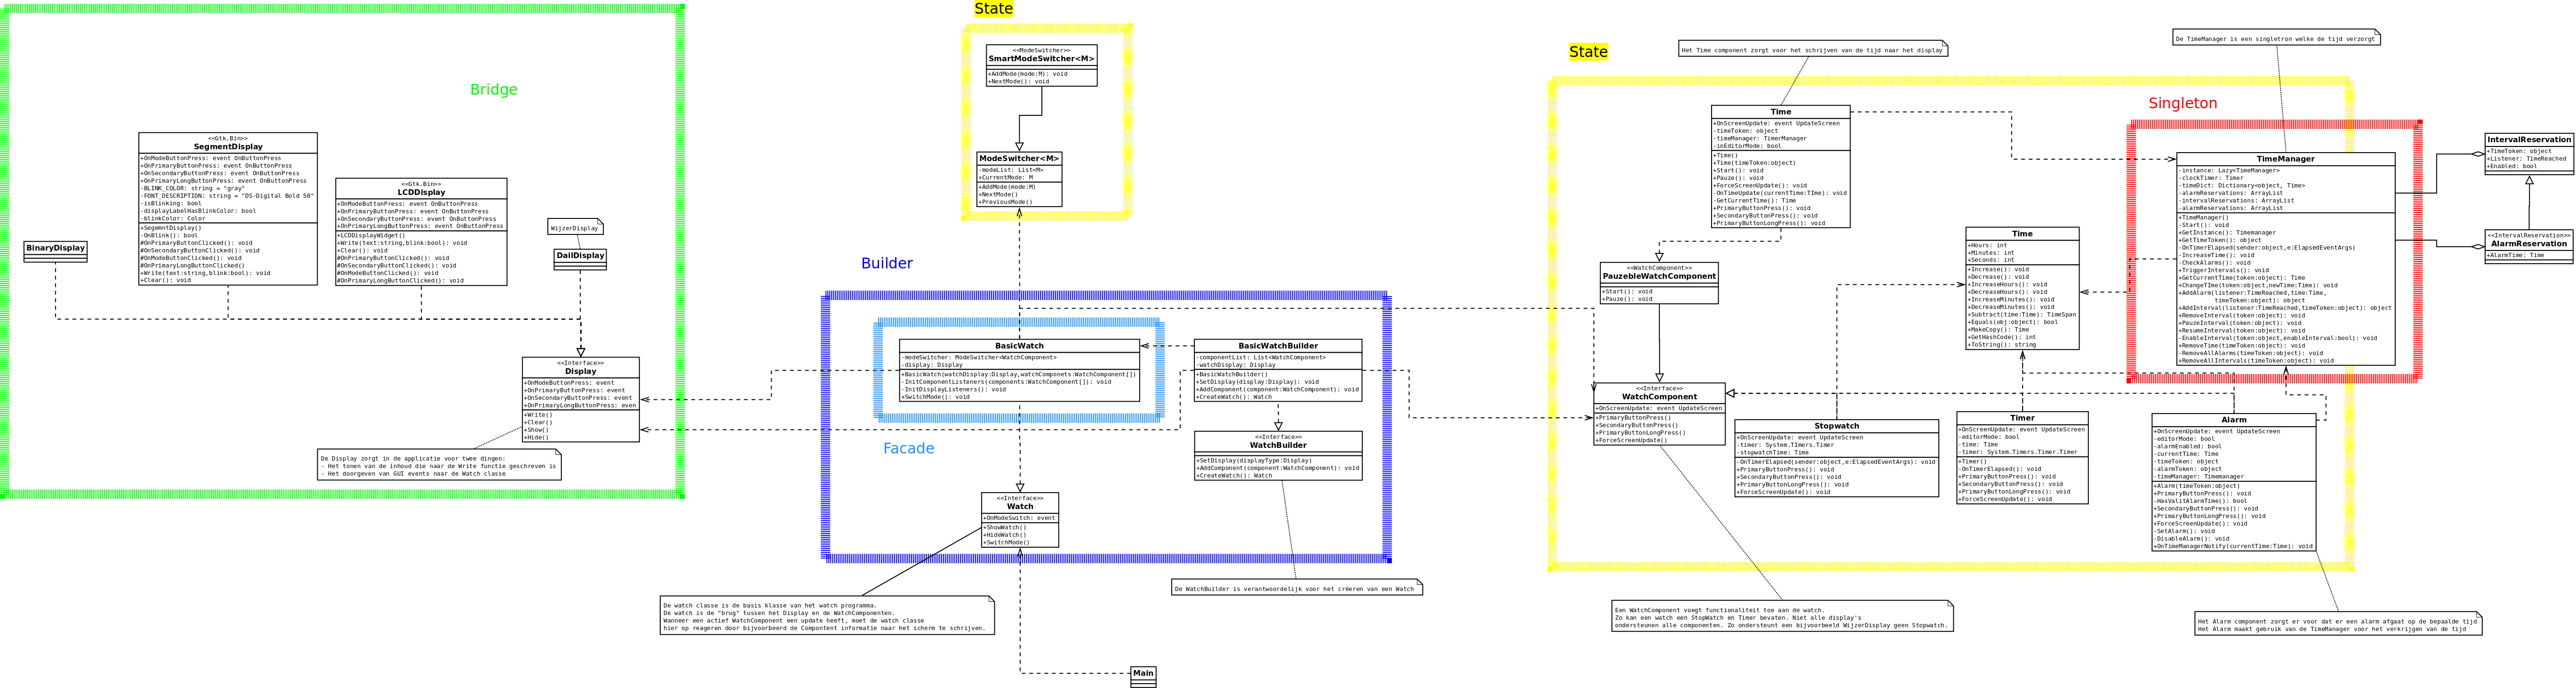 Bridge
<<Gtk.Bin>>
SegmentDisplay
+OnModeButtonPress: event OnButtonPress
+OnPrimaryButtonPress: event OnButtonPress
+OnSecondaryButtonPress: event OnButtonPress
+OnPrimaryLongButtonPress: event OnButtonPress
-BLINK_COLOR: string = "gray"
-FONT_DESCRIPTION: string = "DS-Digital Bold 50"
-isBlinking: bool
-displayLabelHasBlinkColor: bool
-blinkColor: Color
+SegemntDisplay()
-OnBlink(): bool
#OnPrimaryButtonClicked(): void
#OnSecondaryButtonClicked(): void
#OnModeButtonClicked(): void
#OnPrimaryLongButtonClicked()
+Write(text:string,blink:bool): void
+Clear(): void
<<Gtk.Bin>>
LCDDisplay
+OnModeButtonPress: event OnButtonPress
+OnPrimaryButtonPress: event OnButtonPress
+OnSecondaryButtonPress: event OnButtonPress
+OnPrimaryLongButtonPress: event OnButtonPress
+LCDDisplayWidget()
+Write(text:string,blink:bool): void
+Clear(): void
#OnPrimaryButtonClicked(): void
#OnSecondaryButtonClicked(): void
#OnModeButtonClicked(): void
#OnPrimaryLongButtonClicked(): void
WijzerDisplay
BinaryDisplay
DailDisplay
<<Interface>>
Display
+OnModeButtonPress: event
+OnPrimaryButtonPress: event
+OnSecondaryButtonPress: event
+OnPrimaryLongButtonPress: even
+Write()
+Clear()
+Show()
+Hide()
De Display zorgt in de applicatie voor twee dingen:
- Het tonen van de inhoud die naar de Write functie geschreven is
- Het doorgeven van GUI events naar de Watch classe
State
<<ModeSwitcher>>
SmartModeSwitcher<M>
+AddMode(mode:M): void
+NextMode(): void
ModeSwitcher<M>
-modeList: List<M>
+CurrentMode: M
+AddMode(mode:M)
+NextMode()
+PreviousMode()
Builder
BasicWatch
-modeSwitcher: ModeSwitcher<WatchComponent>
-display: Display
+BasicWatch(watchDisplay:Display,watchComponets:WatchComponent[])
-InitComponentListeners(components:WatchComponent[]): void
-InitDisplayListeners(): void
+SwitchMode(): void
Facade
BasicWatchBuilder
-componentList: List<WatchComponent>
-watchDisplay: Display
+BasicWatchBuilder()
+SetDisplay(display:Display): void
+AddComponent(component:WatchComponent): void
+CreateWatch(): Watch
<<Interface>>
WatchBuilder
+SetDisplay(displayType:Display)
+AddComponent(component:WatchComponent): void
+CreateWatch(): Watch
<<Interface>>
Watch
+OnModeSwitch: event
+ShowWatch()
+HideWatch()
+SwitchMode()
De WatchBuilder is verantwoordelijk voor het crëeren van een Watch
De watch classe is de basis klasse van het watch programma.
De watch is de "brug" tussen het Display en de WatchComponenten.
Wanneer een actief WatchComponent een update heeft, moet de watch classe
hier op reageren door bijvoorbeerd de Compontent informatie naar het scherm te schrijven.
Main
State
Het Time component zorgt voor het schrijven van de tijd naar het display
Time
+OnScreenUpdate: event UpdateScreen
-timeToken: object
-timeManager: TimerManager
-inEditorMode: bool
+Time()
+Time(timeToken:object)
+Start(): void
+Pause(): void
+ForceScreenUpdate(): void
-OnTimeUpdate(currentTime:TIme): void
-GetCurrentTime(): Time
+PrimaryButtonPress(): void
+SecondaryButtonPress(): void
+PrimaryButtonLongPress(): void
<<WatchComponent>>
PauzebleWatchComponent
+Start(): void
+Pauze(): void
<<Interface>>
WatchComponent
+OnScreenUpdate: event UpdateScreen
+PrimaryButtonPress()
+SecondaryButtonPress()
+PrimaryButtonLongPress()
+ForceScreenUpdate()
Stopwatch
+OnScreenUpdate: event UpdateScreen
-timer: System.TImers.Timer
-stopwatchTime: Time
-OnTimerElapsed(sender:object,e:ElapsedEventArgs): void
+PrimaryButtonPress(): void
+SecondaryButtonPress(): void
+PrimaryButtongLongPress(): void
+ForceScreenUpdate(): void
Time
+Hours: int
+Minutes: int
+Seconds: int
+Increase(): void
+Decrease(): void
+IncreaseHours(): void
+DecreaseHours(): void
+IncreaseMinutes(): void
+DecreaseMinutes(): void
+Subtract(time:Time): TimeSpan
+Equals(obj:object): bool
+MakeCopy(): Time
+GetHashCode(): int
+ToString(): string
Timer
+OnScreenUpdate: event UpdateScreen
-editorMode: bool
-time: Time
-timer: System.Timers.Timer.Timer
+Timer()
-OnTimerElapsed(): void
+PrimaryButtonPress(): void
+SecondaryButtonPress(): void
+PrimaryButtonLongPress(): void
+ForceScreenUpdate(): void
Een WatchComponent voegt functionaliteit toe aan de watch.
Zo kan een watch een StopWatch en Timer bevaten. Niet alle display's
ondersteunen alle componenten. Zo ondersteunt een bijvoorbeeld WijzerDisplay geen Stopwatch.
De TimeManager is een singletron welke de tijd verzorgt
Singleton
TimeManager
-instance: Lazy<TimeManager>
-clockTimer: Timer
-timeDict: Dictionary<object, Time>
-alarmReservations: ArrayList
-intervalReservations: ArrayList
-alarmReservations: ArrayList
+TimeManager()
-Start(): void
+GetInstance(): Timemanager
+GetTimeToken(): object
-OnTimerElapsed(sender:object,e:ElapsedEventArgs)
-IncreaseTime(): void
-CheckAlarms(): void
+TriggerIntervals(): void
+GetCurrentTime(token:object): Time
+ChangeTIme(token:object,newTime:Time): void
+AddAlarm(listener:TimeReached,time:Time,
timeToken:object): object
+AddInterval(listener:TimeReached,timeToken:object): object
+RemoveInterval(token:object): void
+PauzeInterval(token:object): void
+ResumeInterval(token:object): void
-EnableInterval(token:object,enableInterval:bool): void
+RemoveTime(timeToken:object): void
-RemoveAllAlarms(timeToken:object): void
+RemoveAllIntervals(timeToken:object): void
IntervalReservation
+TimeToken: object
+Listener: TimeReached
+Enabled: bool
<<IntervalReservation>>
AlarmReservation
+AlarmTime: Time
Alarm
+OnScreenUpdate: event UpdateScreen
-editorMode: bool
-alarmEnabled: bool
-currentTime: Time
-timeToken: object
-alarmToken: object
-timeManager: Timemanager
+Alarm(timeToken:object)
+PrimaryButtonPress(): void
-HasValitAlarmTime(): bool
+SecondaryButtonPress(): void
+PrimaryButtonLongPress(): void
+ForceScreenUpdate(): void
-SetAlarm(): void
-DisableAlarm(): void
+OnTimeManagerNotify(currentTime:Time): void
Het Alarm component zorgt er voor dat er een alarm afgaat op de bepaalde tijd
Het Alarm maakt gebruik van de TimeManager voor het verkrijgen van de tijd